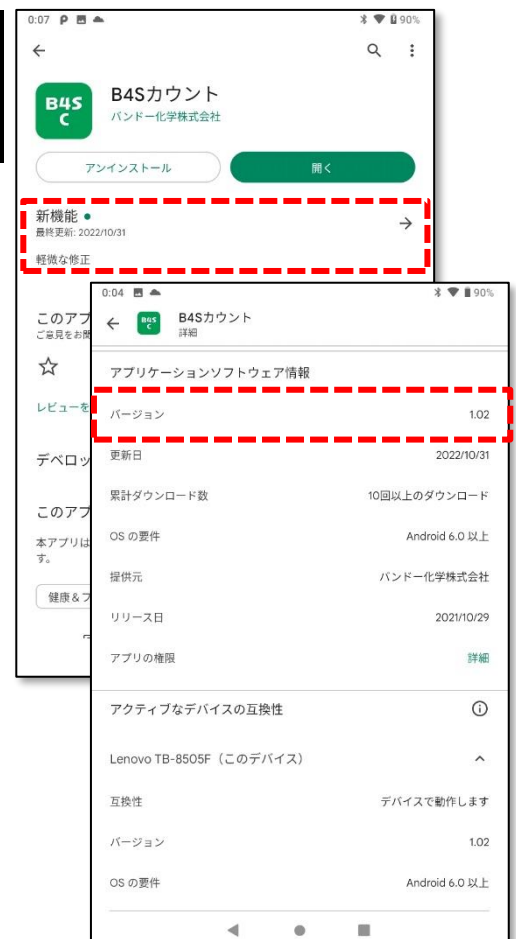 0:07 P 90%
B4S
C
B4Sカウント
バンドー化学株式会社
アンインストール 開く
新機能 •
最終更新: 2022/10/31
軽微な修正
このアプ
ご意見をお聞
レビューを
デベロッ
このアプ
本アプリは
す。
健康&フ
0:04 90%
B4S
C
B4Sカウント
詳細
アプリケーションソフトウェア情報
バージョン 1.02
更新日 2022/10/31
累計ダウンロード数 10回以上のダウンロード
OS の要件 Android 6.0 以上
提供元 バンドー化学株式会社
リリース日 2021/10/29
アプリの権限 詳細
アクティブなデバイスの互換性
Lenovo TB-8505F(このデバイス)
互換性 デバイスで動作します
バージョン 1.02
OS の要件 Android 6.0 以上